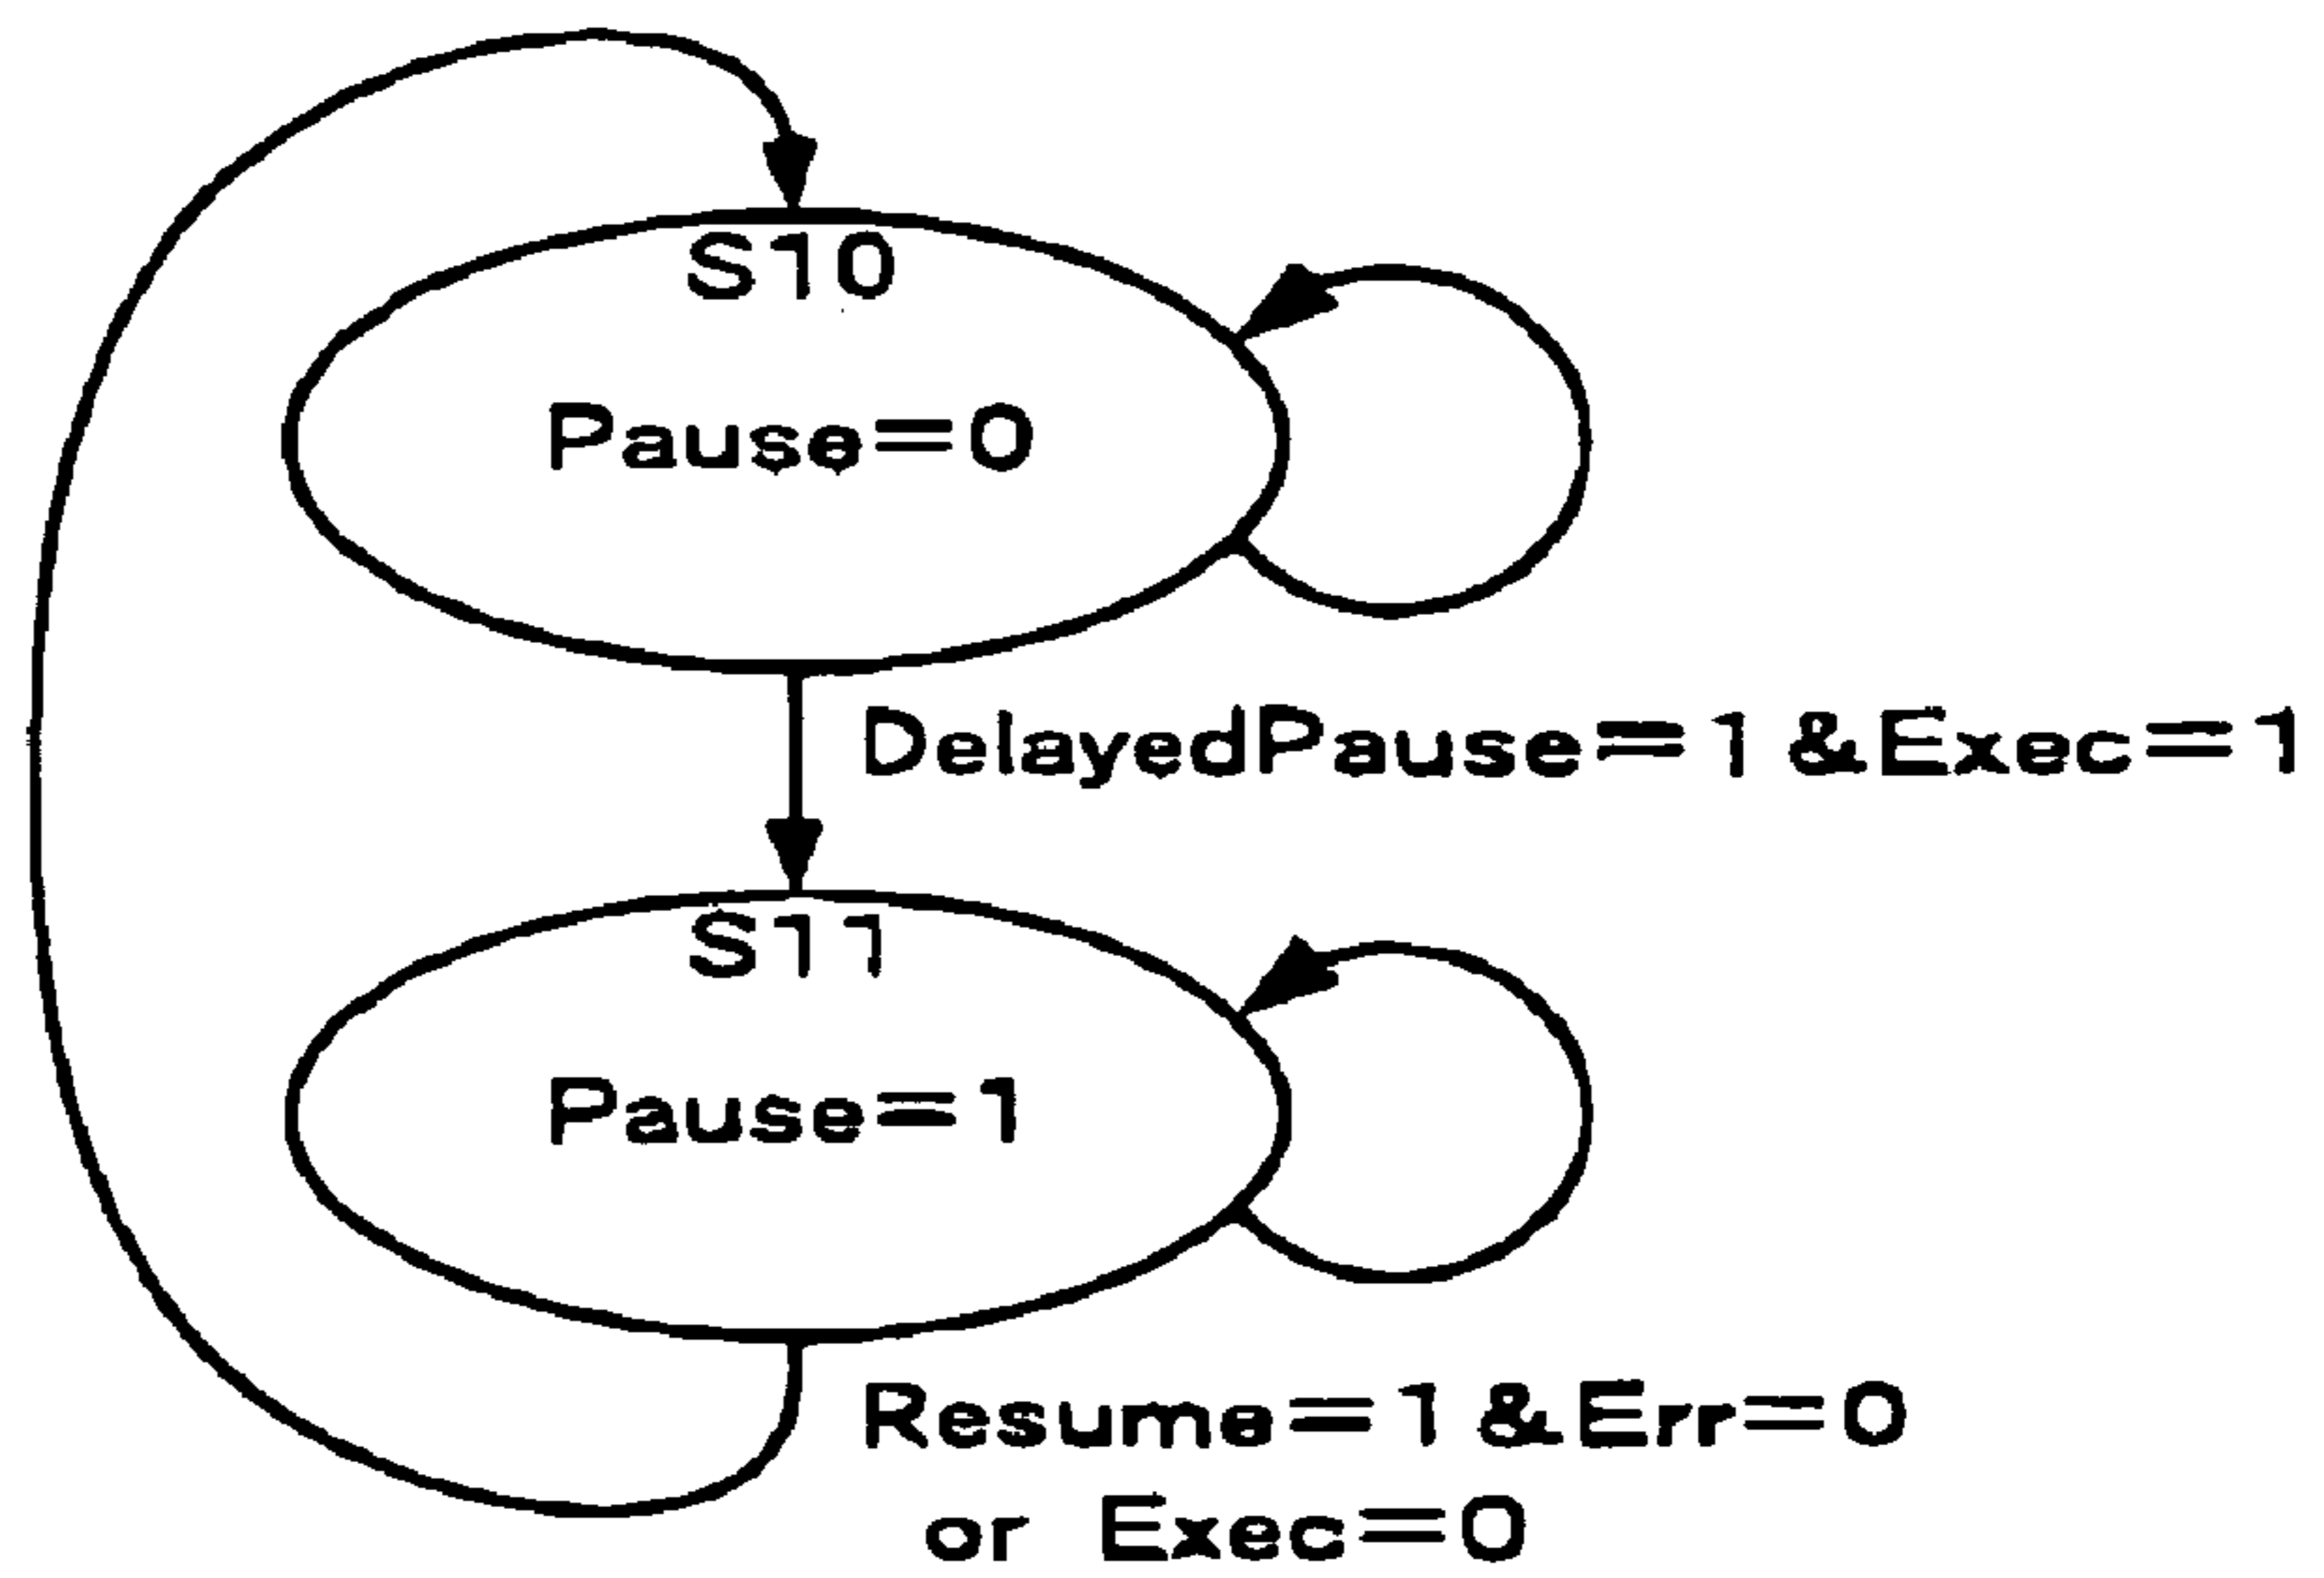 S10
Pause=0
DelayedPause=1 &Exec=1
S11
Pause=1
Resume=1 &Err=0
or Exec=0